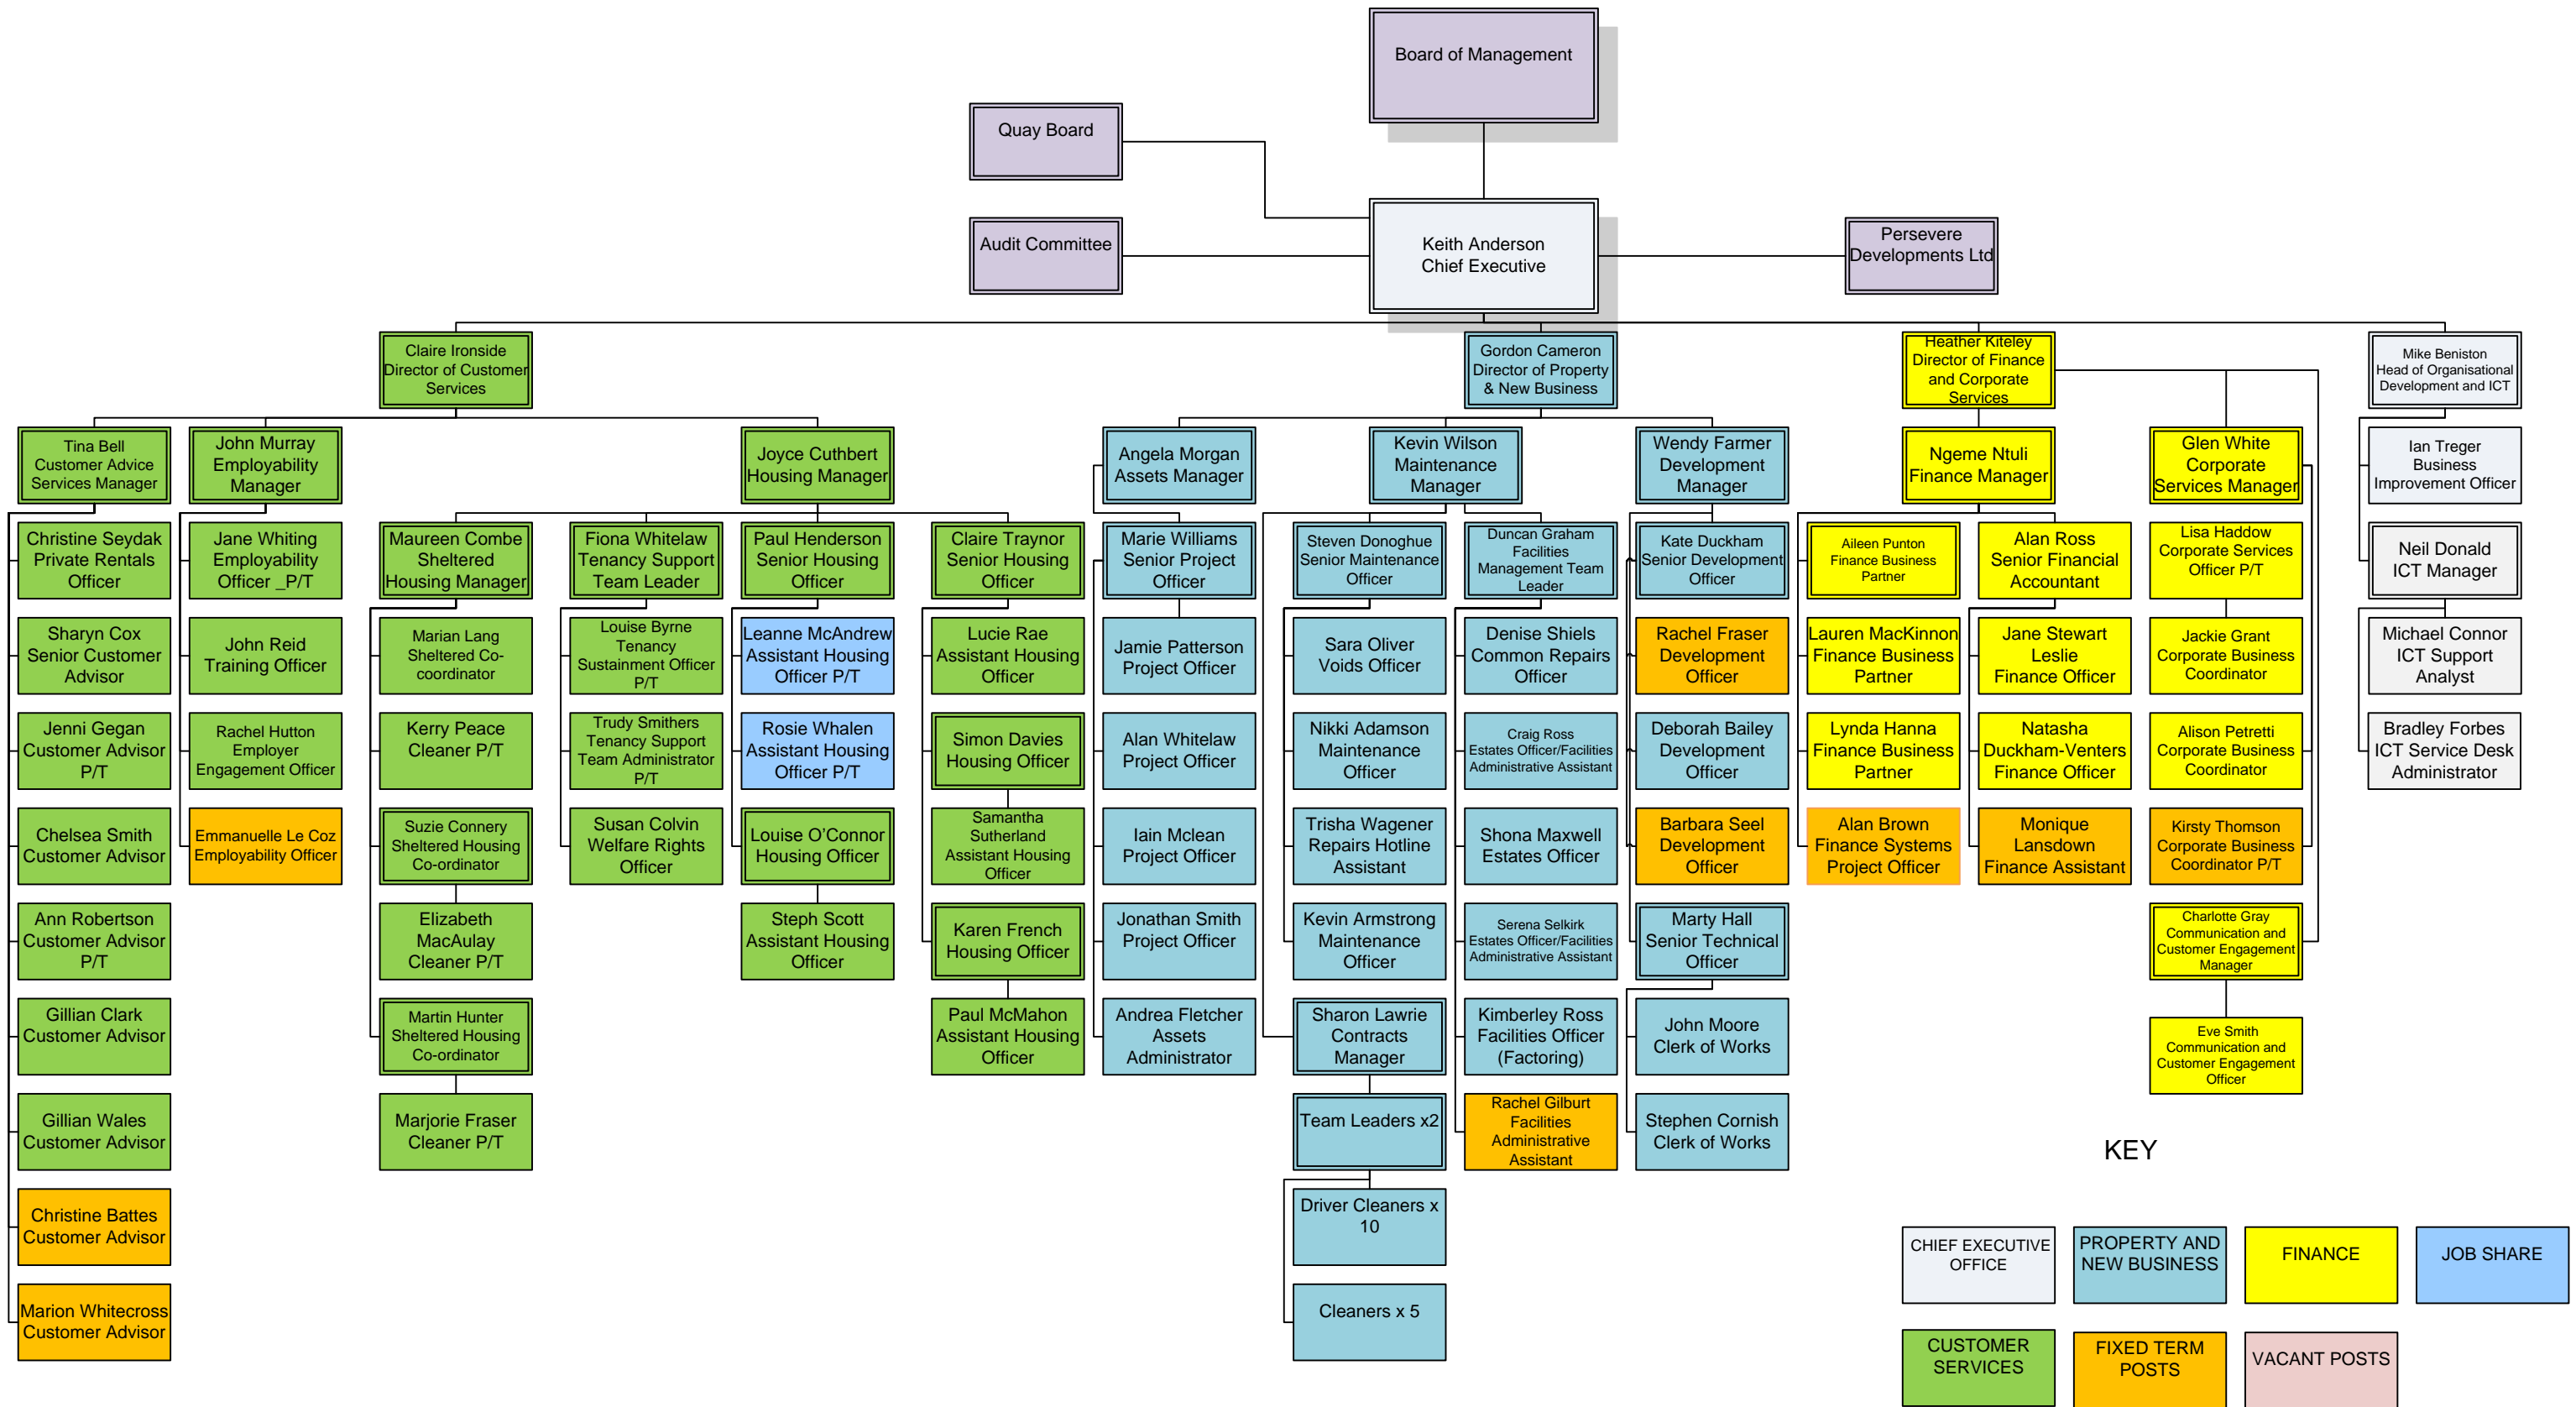 Board of Management
Quay Board
Audit Committee
Keith Anderson
Chief Executive
Persevere
Developments Ltd
Claire Ironside
Director of Customer
Services
Gordon Cameron
Director of Property
& New Business
Heather Kiteley
Director of Finance
and Corporate
Services
Mike Beniston
Head of Organisational
Development and ICT
Tina Bell
Customer Advice
Services Manager
John Murray
Employability
Manager
Joyce Cuthbert
Housing Manager
Angela Morgan
Assets Manager
Kevin Wilson
Maintenance
Manager
Wendy Farmer
Development
Manager
Ngeme Ntuli
Finance Manager
Glen White
Corporate
Services Manager
Ian Treger
Business
Improvement Officer
Christine Seydak
Private Rentals
Officer
Jane Whiting
Employability
Officer _P/T
Maureen Combe
Sheltered
Housing Manager
Fiona Whitelaw
Tenancy Support
Team Leader
Paul Henderson
Senior Housing
Officer
Claire Traynor
Senior Housing
Officer
Marie Williams
Senior Project
Officer
Steven Donoghue
Senior Maintenance
Officer
Duncan Graham
Facilities
Management Team
Leader
Kate Duckham
Senior Development
Officer
Aileen Punton
Finance Business
Partner
Alan Ross
Senior Financial
Accountant
Lisa Haddow
Corporate Services
Officer P/T
Neil Donald
ICT Manager
Sharyn Cox
Senior Customer
Advisor
John Reid
Training Officer
Marian Lang
Sheltered Co-
coordinator
Louise Byrne
Tenancy
Sustainment Officer
P/T
Leanne McAndrew
Assistant Housing
Officer P/T
Lucie Rae
Assistant Housing
Officer
Jamie Patterson
Project Officer
Sara Oliver
Voids Officer
Denise Shiels
Common Repairs
Officer
Rachel Fraser
Development
Officer
Lauren MacKinnon
Finance Business
Partner
Jane Stewart
Leslie
Finance Officer
Jackie Grant
Corporate Business
Coordinator
Michael Connor
ICT Support
Analyst
Jenni Gegan
Customer Advisor
P/T
Rachel Hutton
Employer
Engagement Officer
Kerry Peace
Cleaner P/T
Trudy Smithers
Tenancy Support
Team Administrator
P/T
Rosie Whalen
Assistant Housing
Officer P/T
Simon Davies
Housing Officer
Alan Whitelaw
Project Officer
Nikki Adamson
Maintenance
Officer
Craig Ross
Estates Officer/Facilities
Administrative Assistant
Deborah Bailey
Development
Officer
Lynda Hanna
Finance Business
Partner
Natasha
Duckham-Venters
Finance Officer
Alison Petretti
Corporate Business
Coordinator
Bradley Forbes
ICT Service Desk
Administrator
Chelsea Smith
Customer Advisor
Emmanuelle Le Coz
Employability Officer
Suzie Connery
Sheltered Housing
Co-ordinator
Susan Colvin
Welfare Rights
Officer
Louise O’Connor
Housing Officer
Samantha
Sutherland
Assistant Housing
Officer
Iain Mclean
Project Officer
Trisha Wagener
Repairs Hotline
Assistant
Shona Maxwell
Estates Officer
Barbara Seel
Development
Officer
Alan Brown
Finance Systems
Project Officer
Monique
Lansdown
Finance Assistant
Kirsty Thomson
Corporate Business
Coordinator P/T
Ann Robertson
Customer Advisor
P/T
Elizabeth
MacAulay
Cleaner P/T
Steph Scott
Assistant Housing
Officer
Karen French
Housing Officer
Jonathan Smith
Project Officer
Kevin Armstrong
Maintenance
Officer
Serena Selkirk
Estates Officer/Facilities
Administrative Assistant
Marty Hall
Senior Technical
Officer
Charlotte Gray
Communication and
Customer Engagement
Manager
Gillian Clark
Customer Advisor
Martin Hunter
Sheltered Housing
Co-ordinator
Paul McMahon
Assistant Housing
Officer
Andrea Fletcher
Assets
Administrator
Sharon Lawrie
Contracts
Manager
Kimberley Ross
Facilities Officer
(Factoring)
John Moore
Clerk of Works
Eve Smith
Communication and
Customer Engagement
Officer
Gillian Wales
Customer Advisor
Marjorie Fraser
Cleaner P/T
Team Leaders x2
Rachel Gilburt
Facilities
Administrative
Assistant
Stephen Cornish
Clerk of Works
KEY
Christine Battes
Customer Advisor
Driver Cleaners x
10
CHIEF EXECUTIVE
OFFICE
PROPERTY AND
NEW BUSINESS
FINANCE
JOB SHARE
Marion Whitecross
Customer Advisor
Cleaners x 5
CUSTOMER
SERVICES
FIXED TERM
POSTS
VACANT POSTS